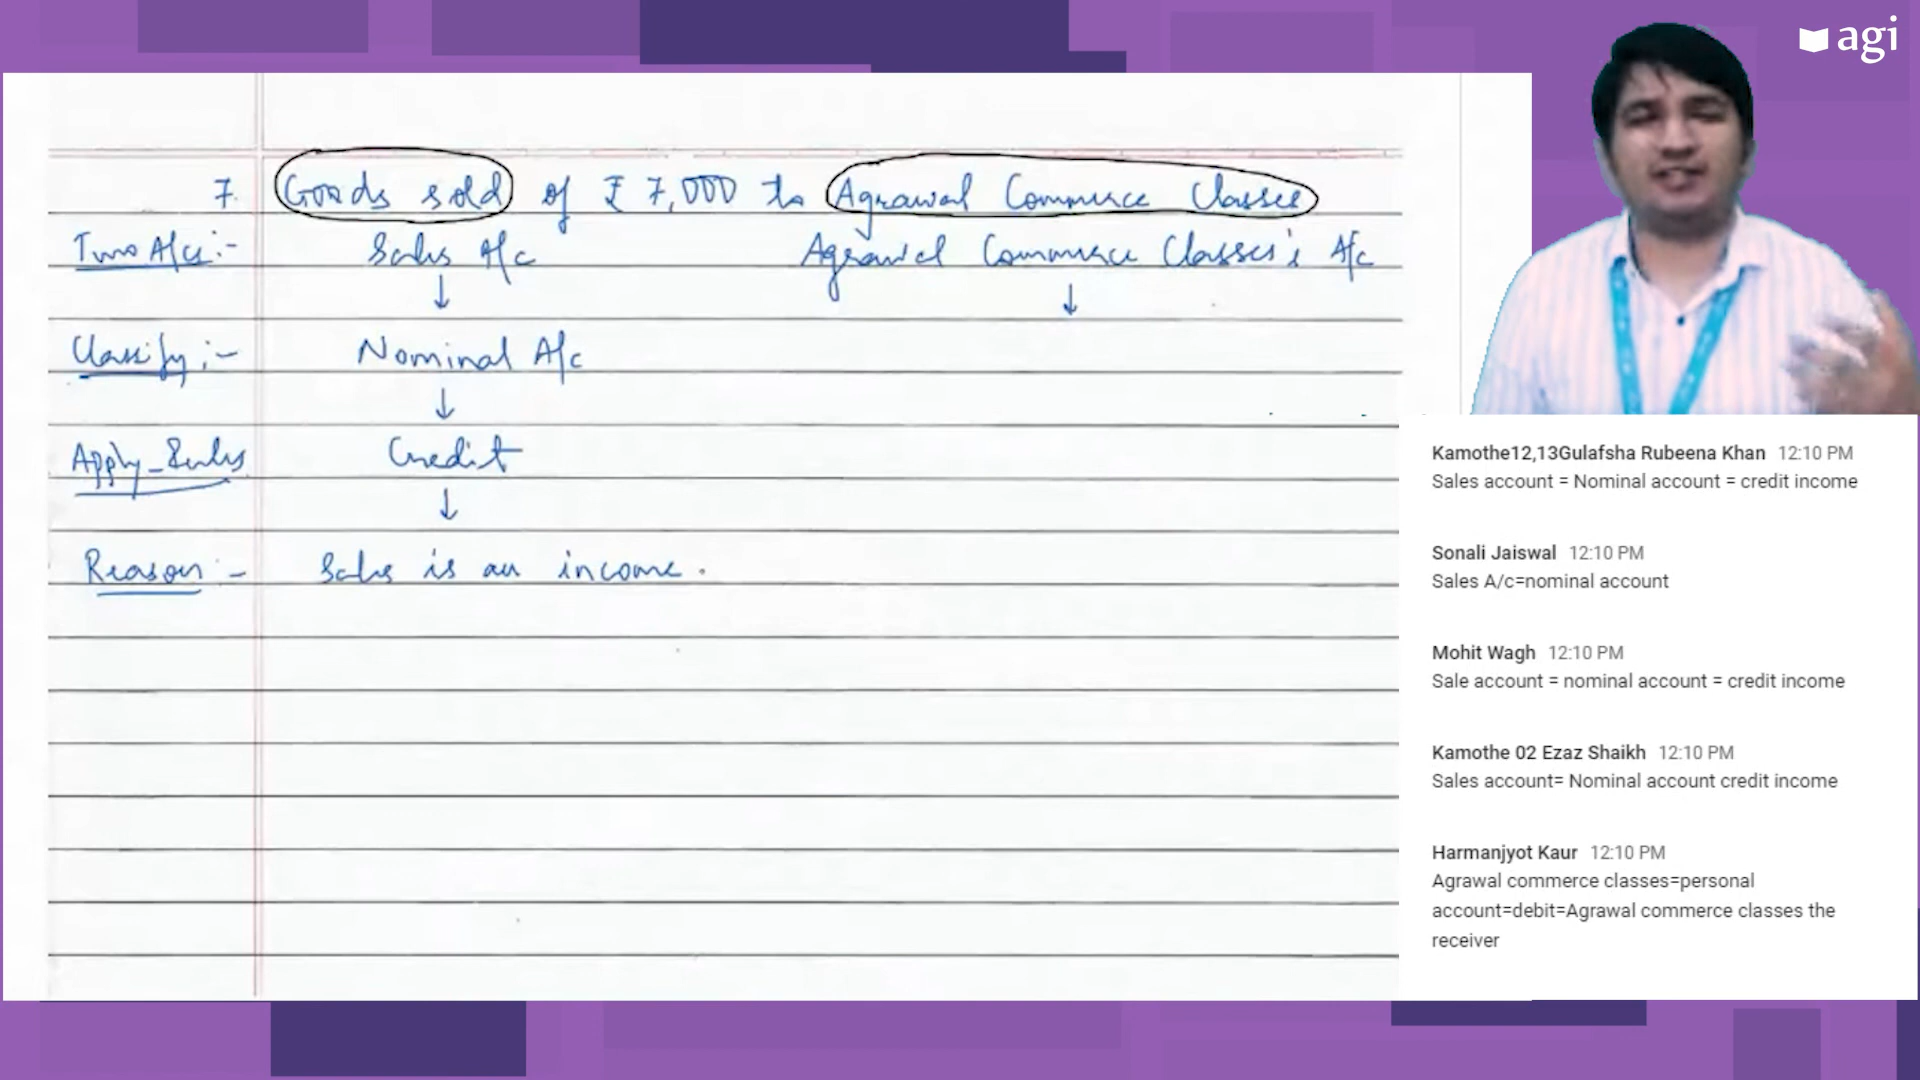 agi
7. Goods sold of ₹ 7,000 to Agrawal Commerce Classes
Two A/cs :- Sales A/c Agrawal Commerce Classes's A/c
↓ ↓
Classify :- Nominal A/c
↓
Apply Rules Credit
↓
Reason :- Sales is an income.
Kamothe12,13Gulafsha Rubeena Khan 12:10 PM
Sales account = Nominal account = credit income
Sonali Jaiswal 12:10 PM
Sales A/c=nominal account
Mohit Wagh 12:10 PM
Sale account = nominal account = credit income
Kamothe 02 Ezaz Shaikh 12:10 PM
Sales account= Nominal account credit income
Harmanjyot Kaur 12:10 PM
Agrawal commerce classes=personal
account=debit=Agrawal commerce classes the
receiver